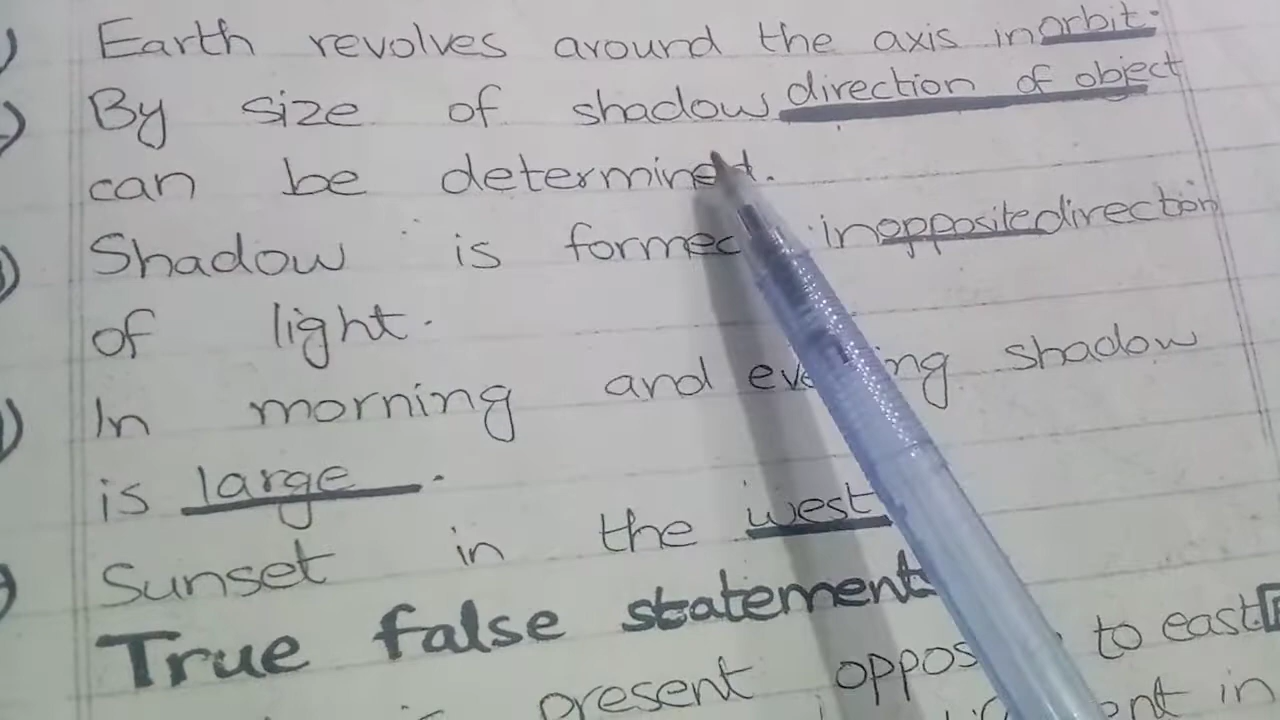 Earth revolves around the axis in orbit.
By size of shadow direction of object
can be determined.
Shadow is formed in opposite direction
of light.
In morning and evening shadow
is large.
Sunset in the west
True false statement
present to east
in